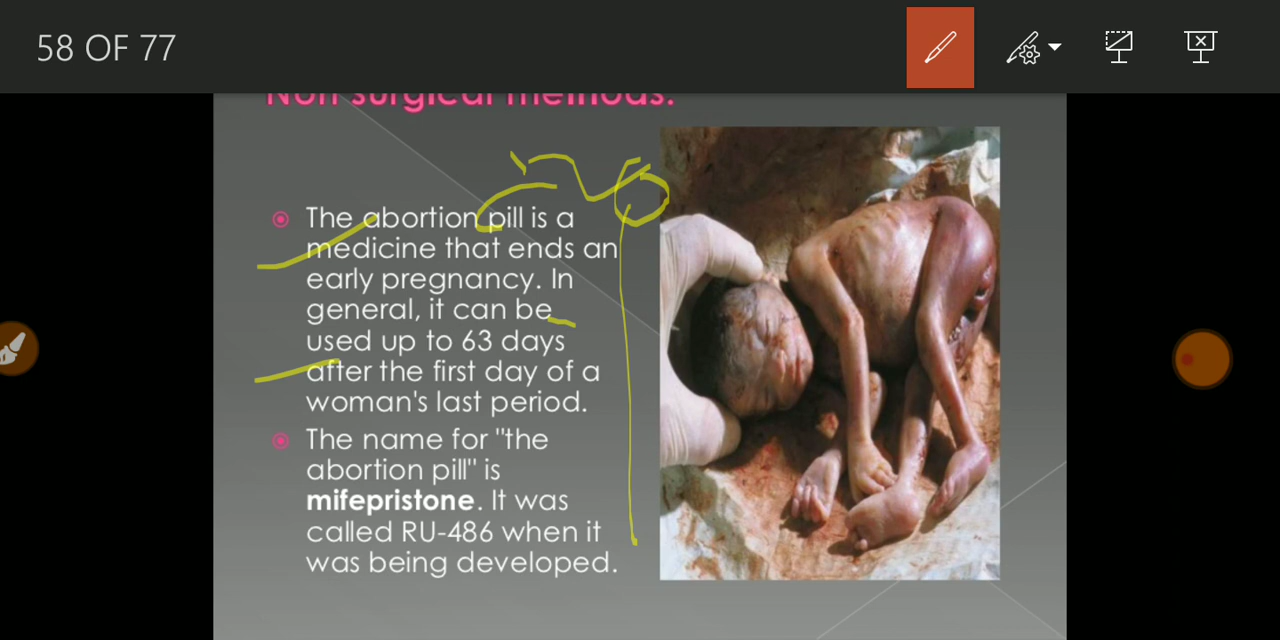 58 OF 77
Non surgical methods:
The abortion pill is a
medicine that ends an
early pregnancy. In
general, it can be
used up to 63 days
after the first day of a
woman's last period.
The name for "the
abortion pill" is
mifepristone. It was
called RU-486 when it
was being developed.